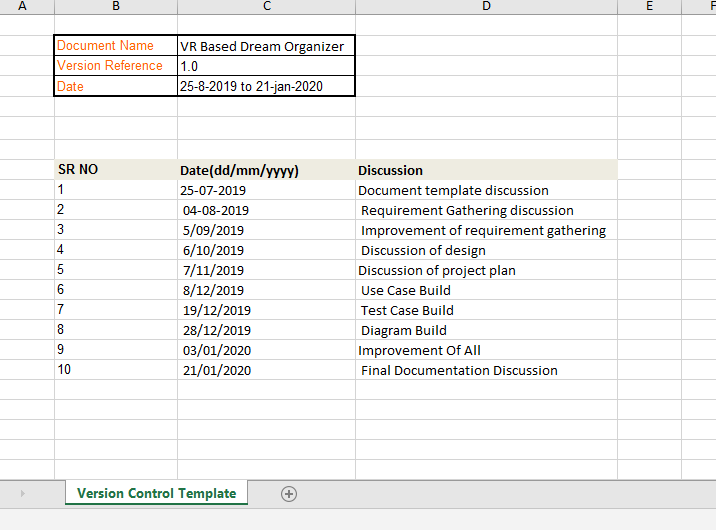 A B C D E F
Document Name VR Based Dream Organizer
Version Reference 1.0
Date 25-8-2019 to 21-jan-2020
SR NO Date(dd/mm/yyyy) Discussion
1 25-07-2019 Document template discussion
2 04-08-2019 Requirement Gathering discussion
3 5/09/2019 Improvement of requirement gathering
4 6/10/2019 Discussion of design
5 7/11/2019 Discussion of project plan
6 8/12/2019 Use Case Build
7 19/12/2019 Test Case Build
8 28/12/2019 Diagram Build
9 03/01/2020 Improvement Of All
10 21/01/2020 Final Documentation Discussion
Version Control Template